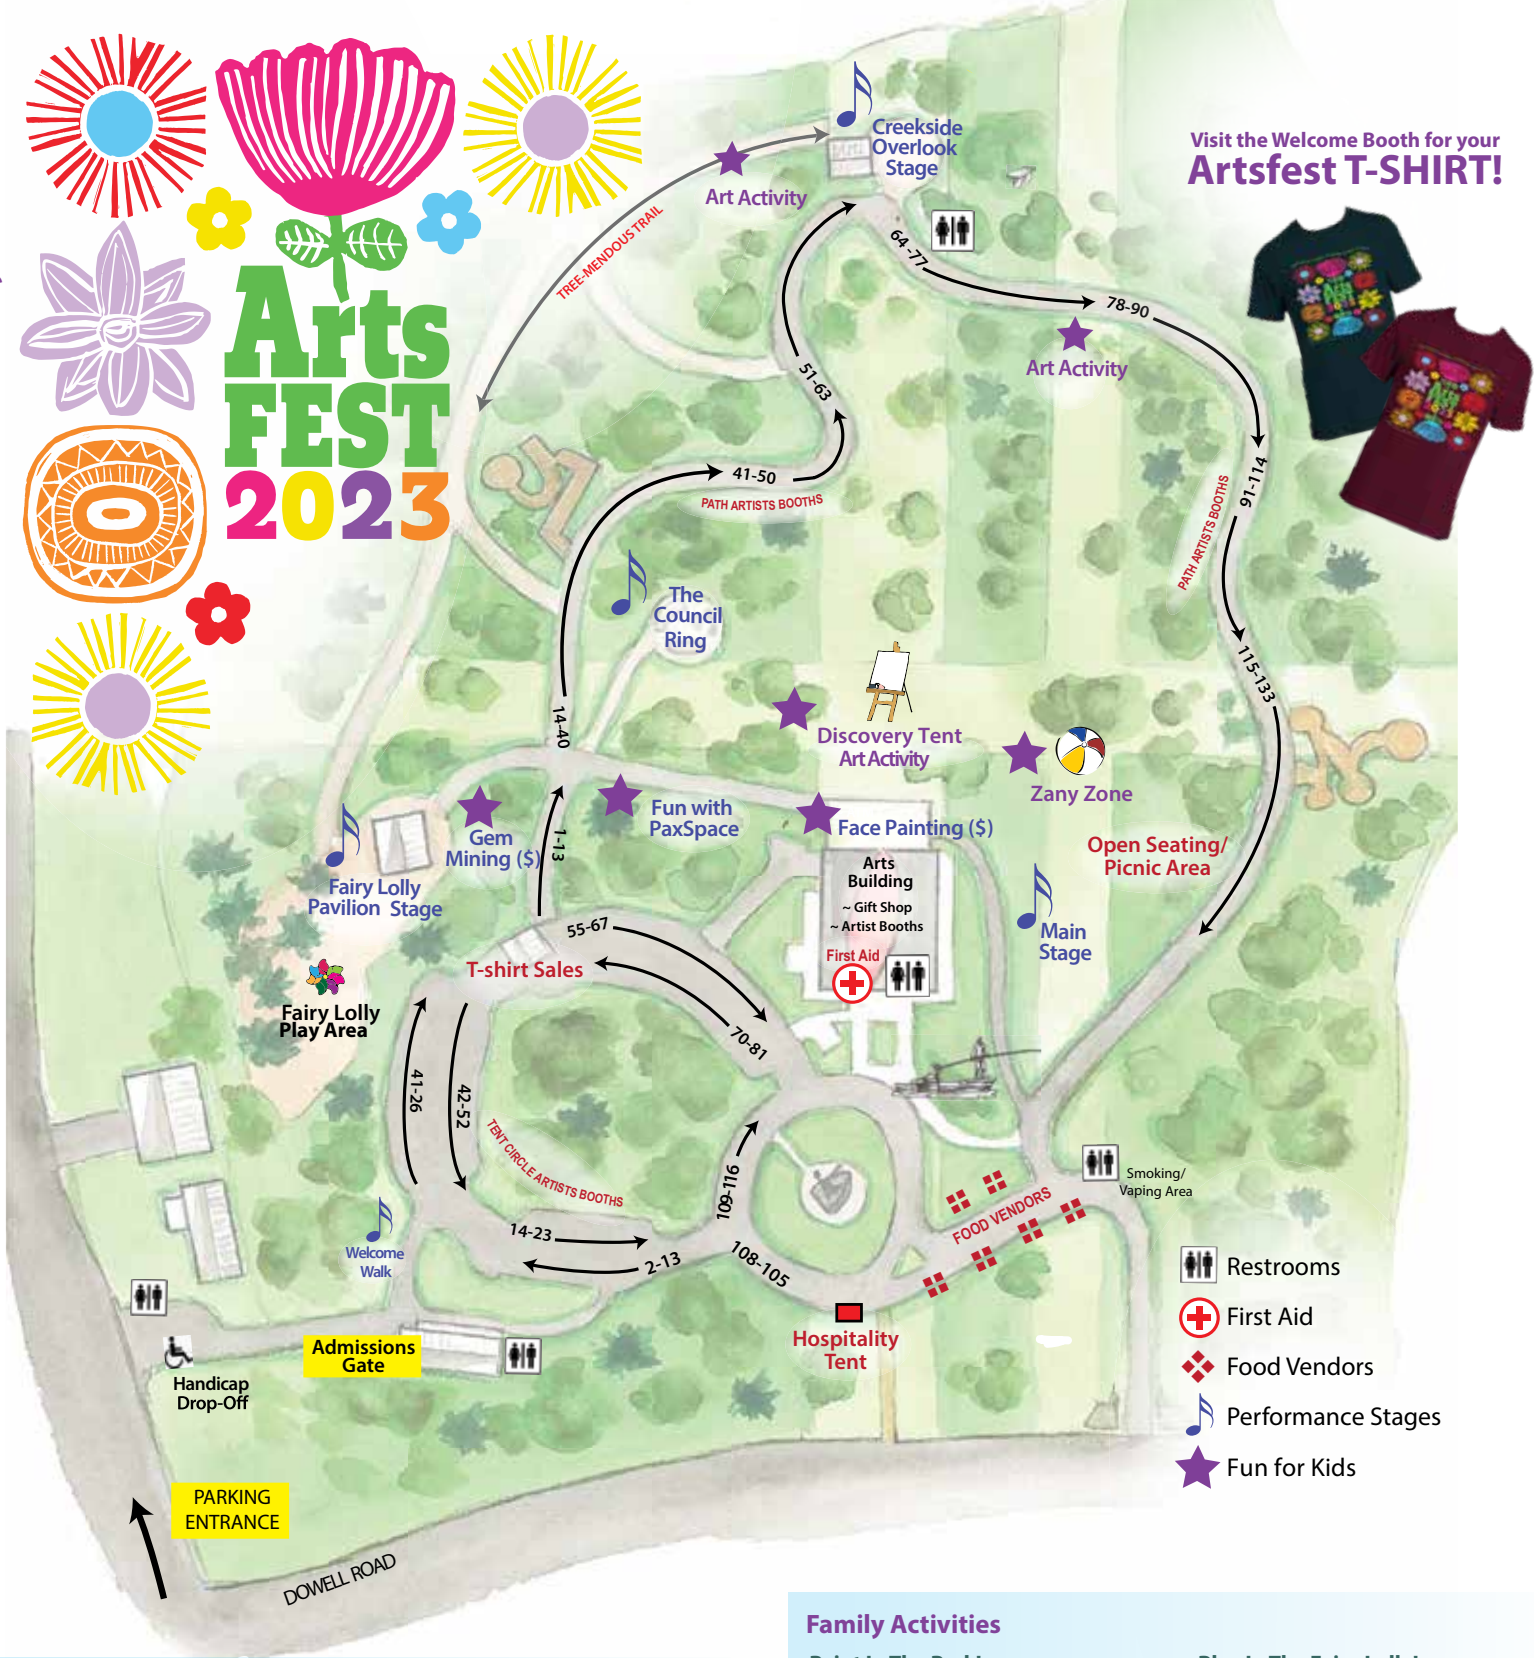 Arts
FEST
2023
Visit the Welcome Booth for your
Artsfest T-SHIRT!
Creekside
Overlook
Stage
Art Activity
TREE-MENDOUS TRAIL
64-77
78-90
Art Activity
51-63
41-50
PATH ARTISTS BOOTHS
91-114
PATH ARTISTS BOOTHS
The
Council
Ring
115-133
14-40
Discovery Tent
Art Activity
Zany Zone
Fun with
PaxSpace
Face Painting ($)
Gem
Mining ($)
1-13
Open Seating/
Picnic Area
Arts
Building
~ Gift Shop
~ Artist Booths
First Aid
Fairy Lolly
Pavilion Stage
Main
Stage
55-67
T-shirt Sales
Fairy Lolly
Play Area
70-81
41-26
42-52
TENT CIRCLE ARTISTS BOOTHS
109-116
Smoking/
Vaping Area
FOOD VENDORS
Welcome
Walk
14-23
2-13
108-105
Hospitality
Tent
Admissions
Gate
Handicap
Drop-Off
Restrooms
First Aid
Food Vendors
Performance Stages
Fun for Kids
PARKING
ENTRANCE
DOWELL ROAD
Family Activities